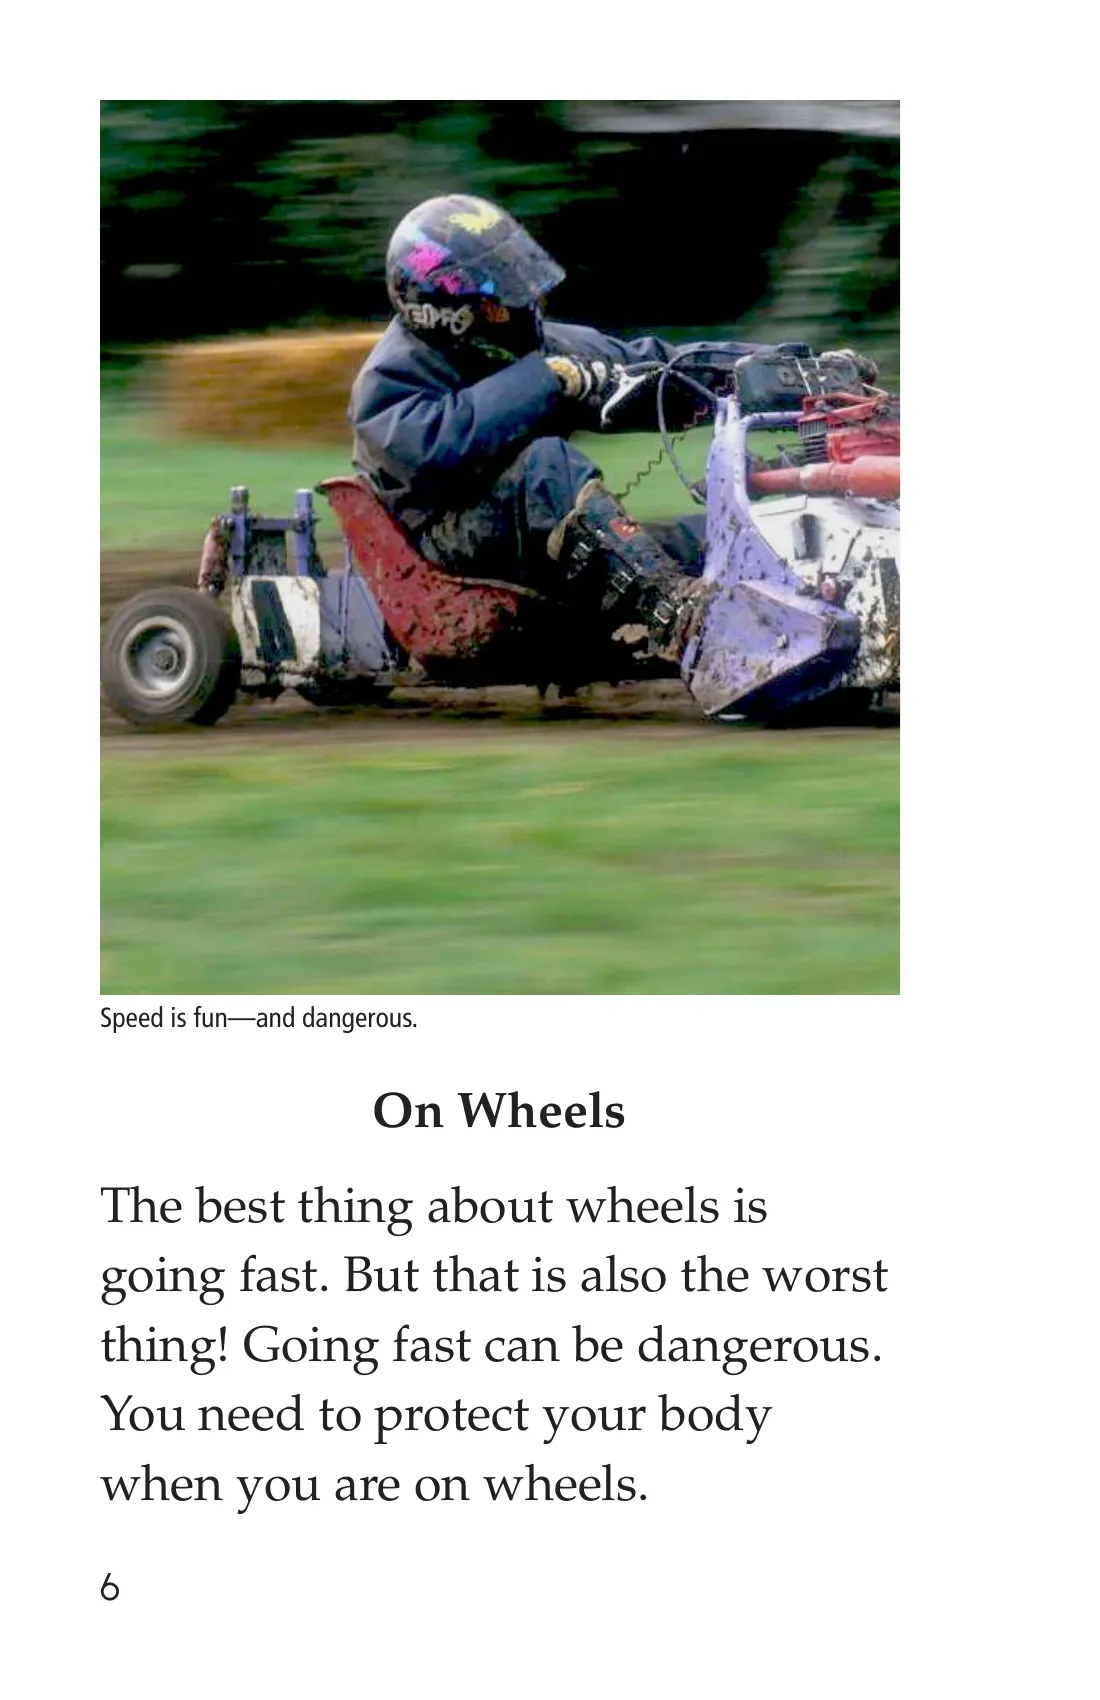 Speed is fun—and dangerous.
On Wheels
The best thing about wheels is
going fast. But that is also the worst
thing! Going fast can be dangerous.
You need to protect your body
when you are on wheels.
6